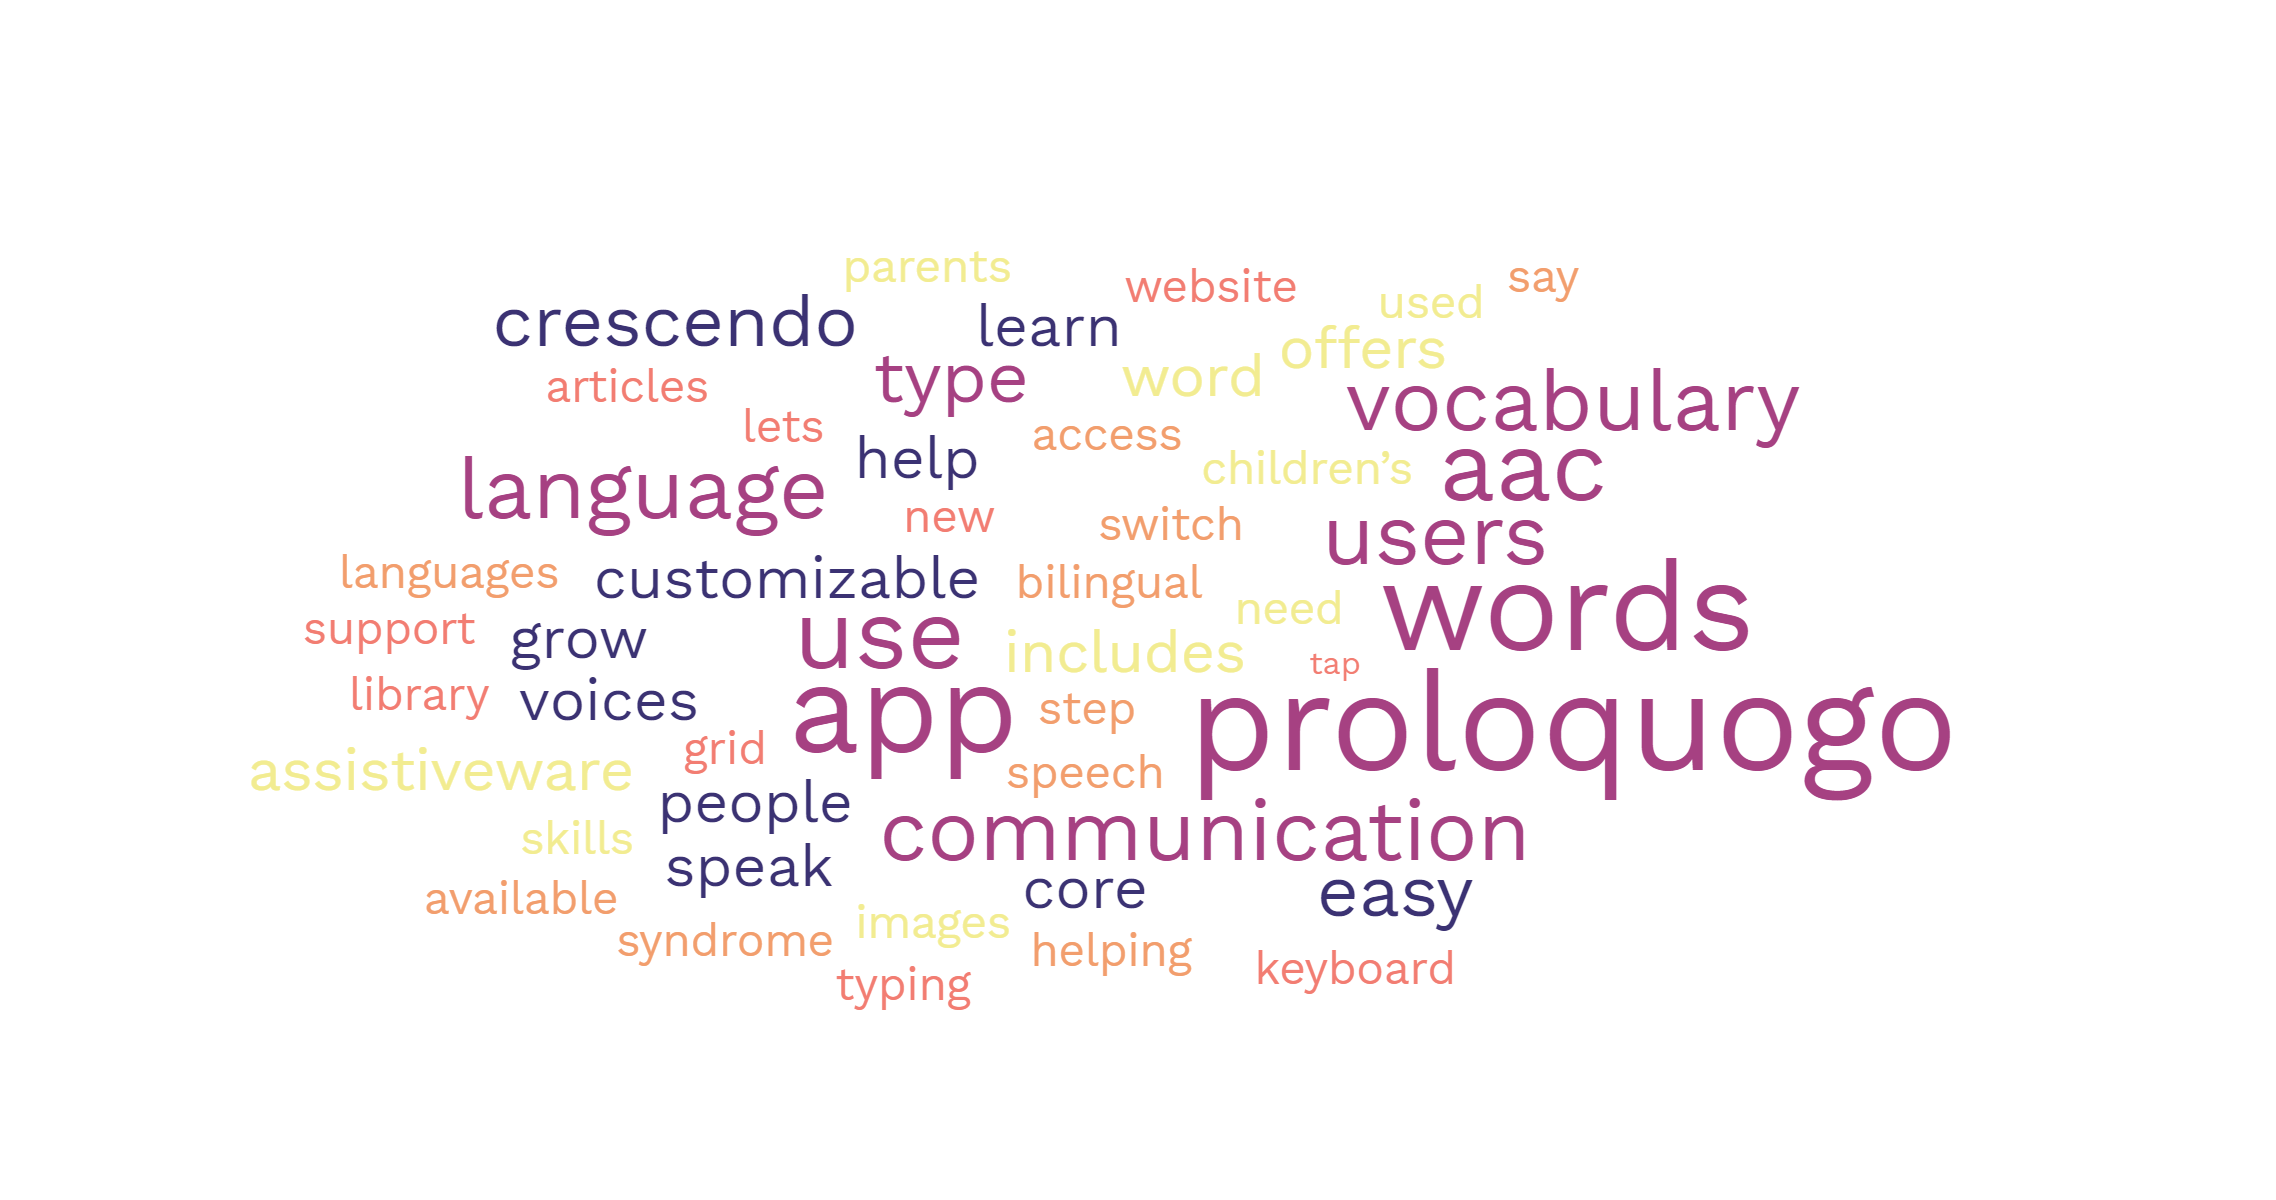 parents
website
say
crescendo
learn
used
offers
type
word
articles
vocabulary
lets
access
help
children’s
aac
language
new
switch
users
languages
customizable
bilingual
need
words
support
grow
use
includes
tap
library
voices
app
step
proloquogo
grid
assistiveware
speech
people
skills
communication
speak
core
easy
available
images
syndrome
helping
keyboard
typing